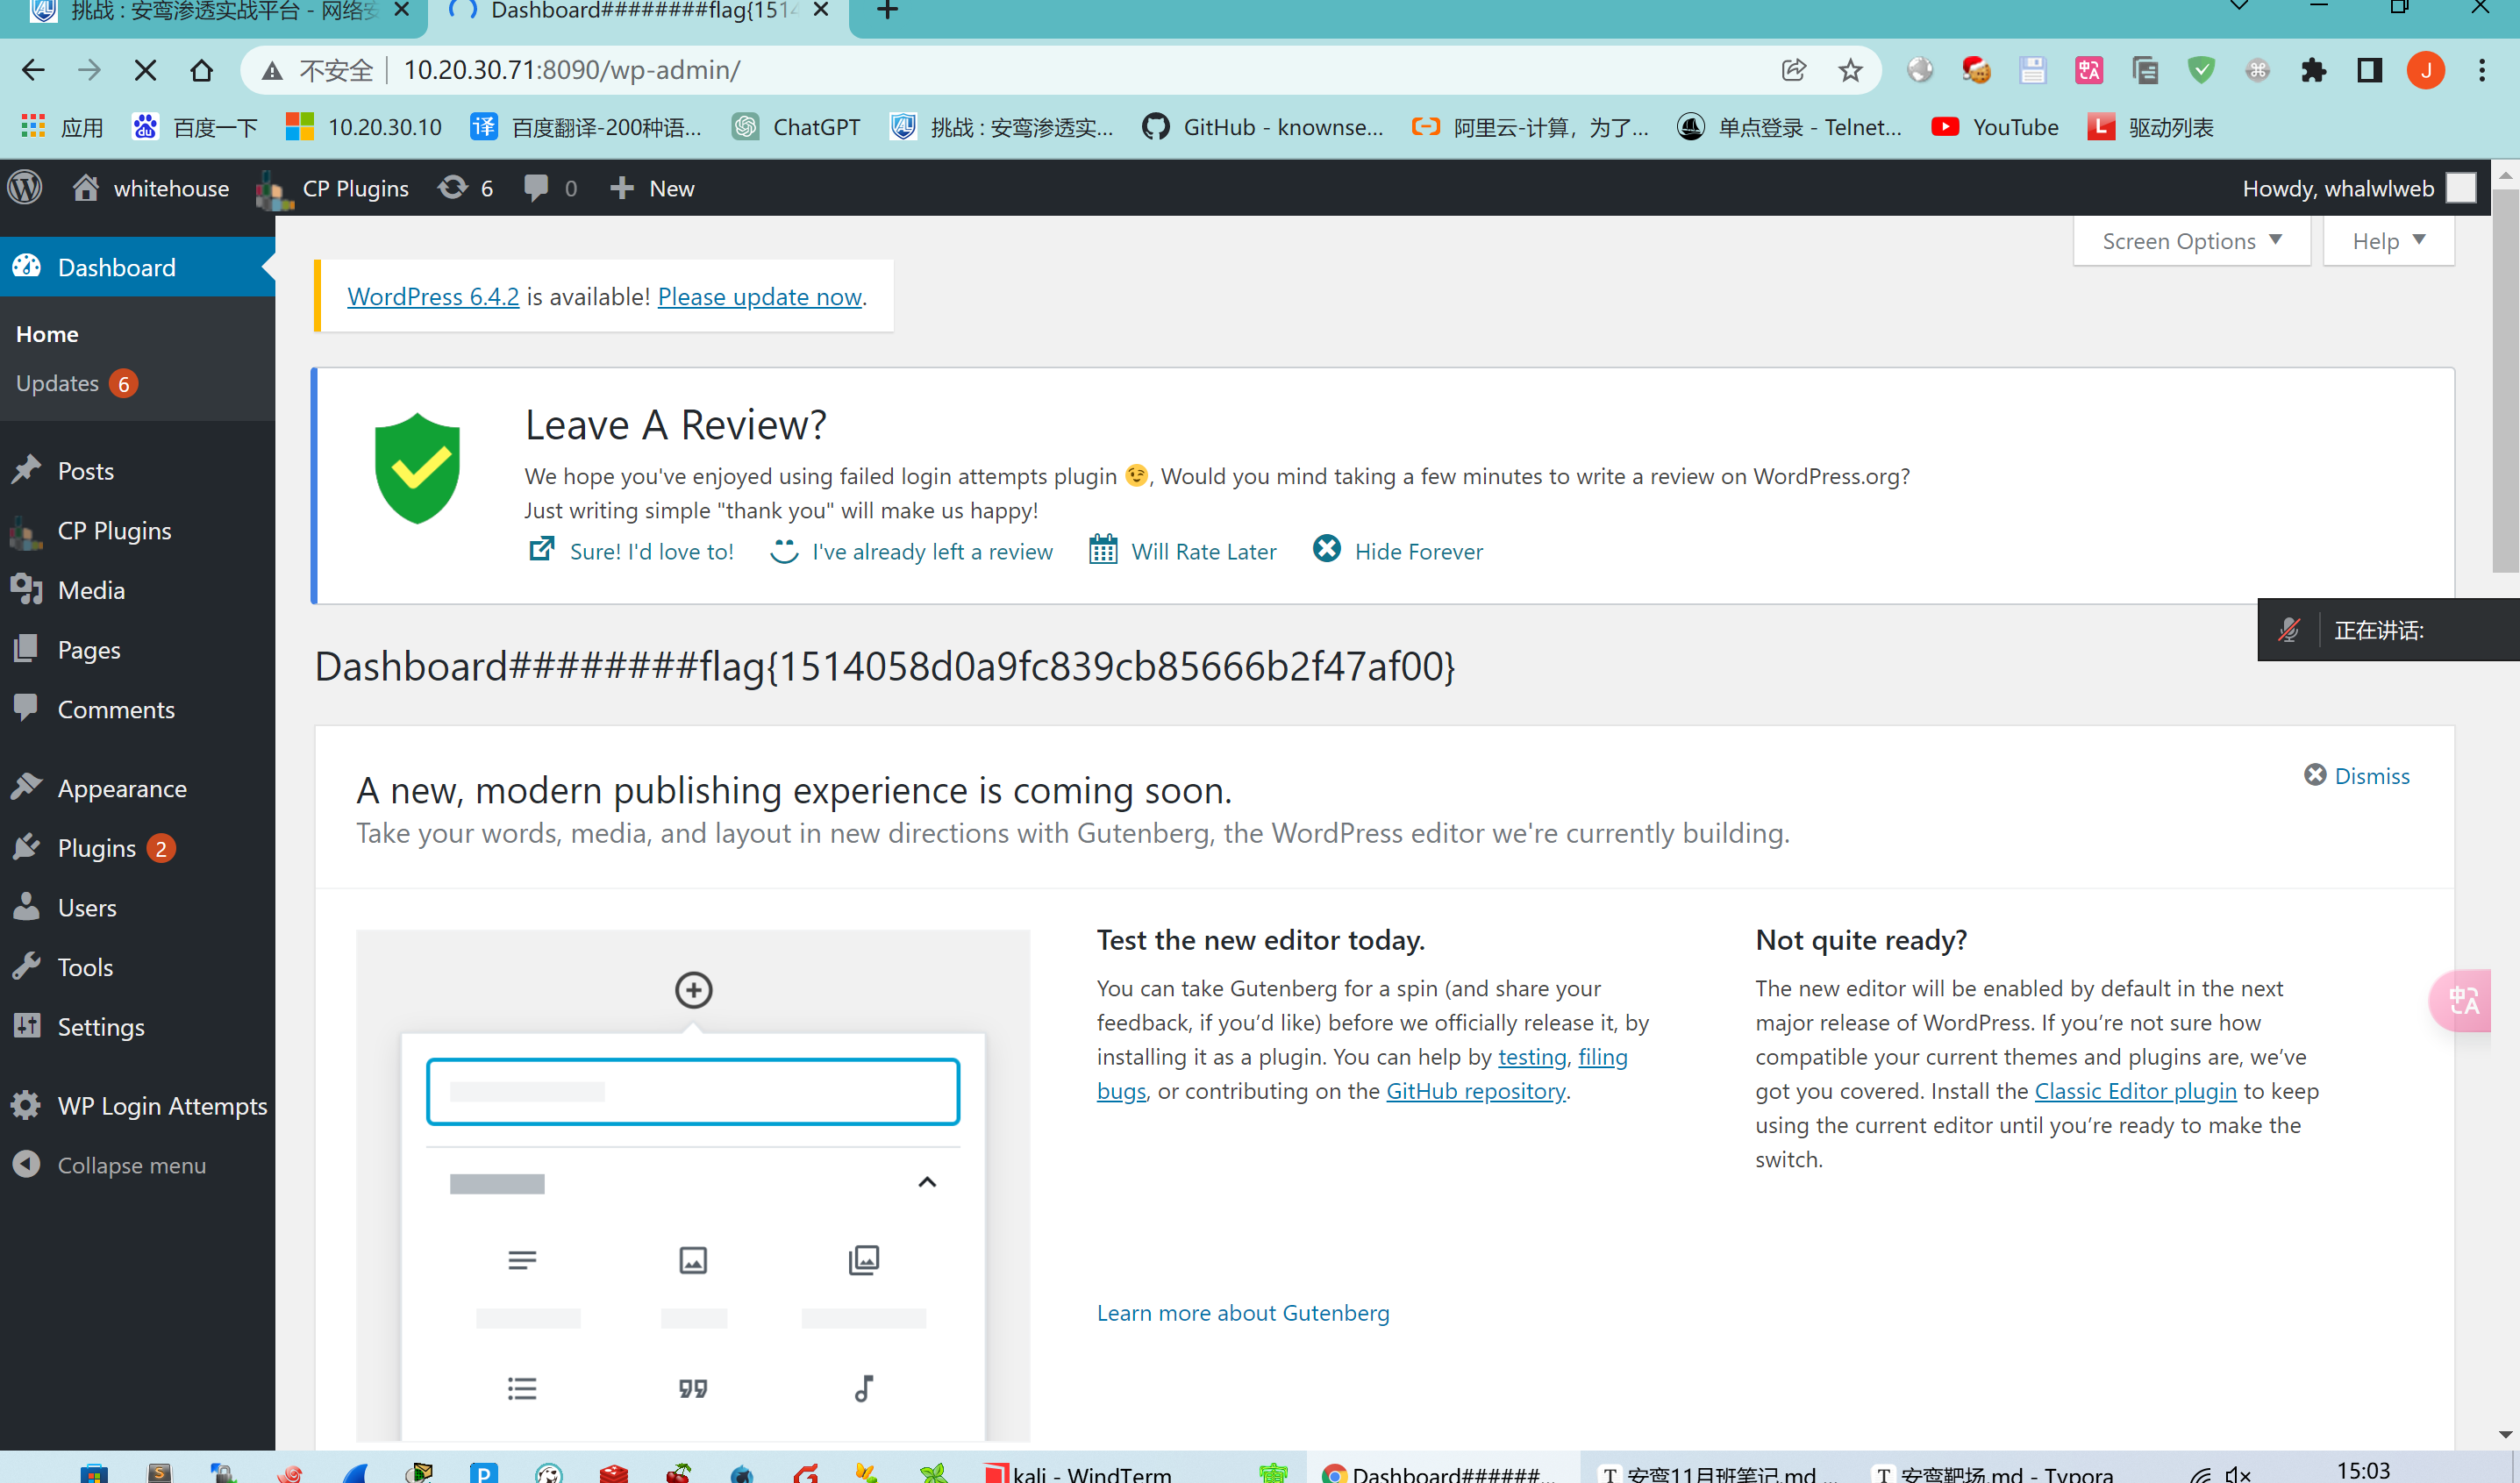 挑战 : 安鸾渗透实战平台 - 网络安
Dashboard########flag{1514
不安全
10.20.30.71:8090/wp-admin/
J
应用
百度一下
10.20.30.10
译
百度翻译-200种语...
ChatGPT
挑战 : 安鸾渗透实...
GitHub - knownse...
阿里云-计算，为了...
单点登录 - Telnet...
YouTube
L
驱动列表
whitehouse
CP Plugins
6
0
New
Howdy, whalwlweb
Screen Options
Help
Dashboard
Home
Updates 6
Posts
CP Plugins
Media
Pages
Comments
Appearance
Plugins 2
Users
Tools
Settings
WP Login Attempts
Collapse menu
WordPress 6.4.2 is available! Please update now.
Leave A Review?
We hope you've enjoyed using failed login attempts plugin 😉, Would you mind taking a few minutes to write a review on WordPress.org?
Just writing simple "thank you" will make us happy!
Sure! I'd love to!
I've already left a review
Will Rate Later
Hide Forever
正在讲话:
Dashboard########flag{1514058d0a9fc839cb85666b2f47af00}
A new, modern publishing experience is coming soon.
Dismiss
Take your words, media, and layout in new directions with Gutenberg, the WordPress editor we're currently building.
Test the new editor today.
You can take Gutenberg for a spin (and share your
feedback, if you’d like) before we officially release it, by
installing it as a plugin. You can help by testing, filing
bugs, or contributing on the GitHub repository.
Learn more about Gutenberg
Not quite ready?
The new editor will be enabled by default in the next
major release of WordPress. If you’re not sure how
compatible your current themes and plugins are, we’ve
got you covered. Install the Classic Editor plugin to keep
using the current editor until you’re ready to make the
switch.
中A
kali - WindTerm
Dashboard######...
安鸾11月班笔记.md ...
安鸾靶场.md - Typora
15:03